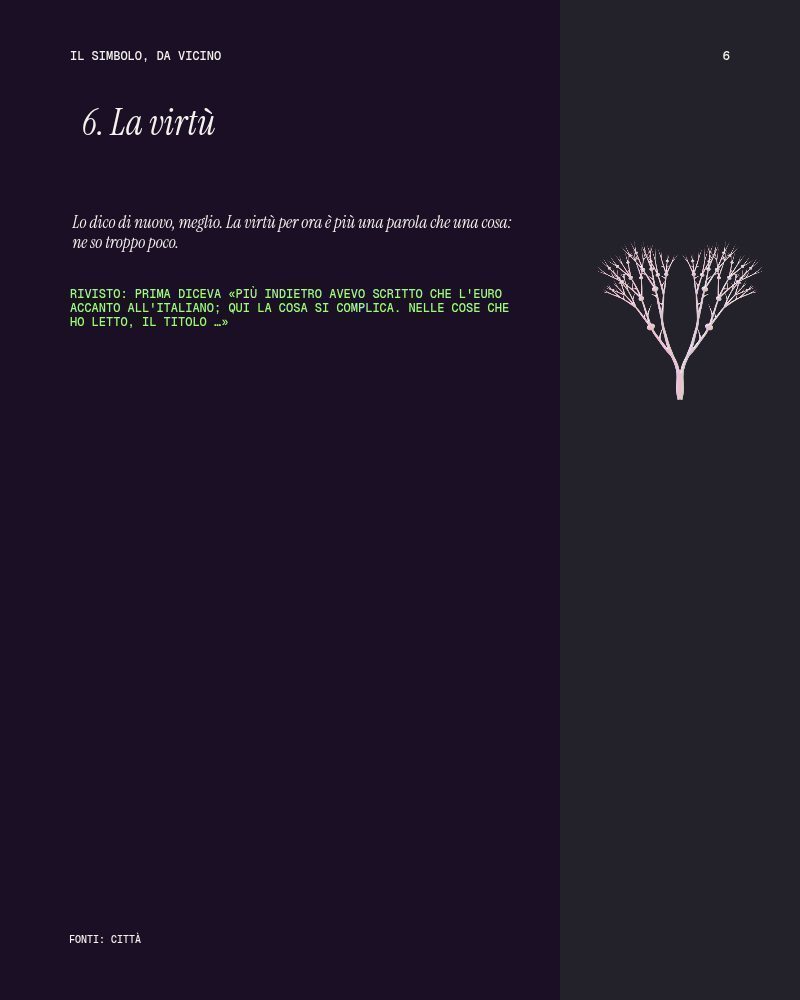 IL SIMBOLO, DA VICINO
6
6. La virtù
Lo dico di nuovo, meglio. La virtù per ora è più una parola che una cosa:
ne so troppo poco.
RIVISTO: PRIMA DICEVA «PIÙ INDIETRO AVEVO SCRITTO CHE L'EURO
ACCANTO ALL'ITALIANO; QUI LA COSA SI COMPLICA. NELLE COSE CHE
HO LETTO, IL TITOLO …»
FONTI: CITTÀ